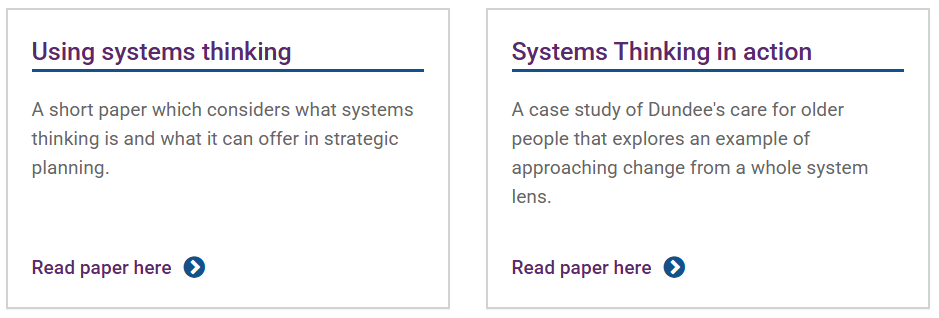 Using systems thinking
A short paper which considers what systems
thinking is and what it can offer in strategic
planning.
Read paper here
Systems Thinking in action
A case study of Dundee's care for older
people that explores an example of
approaching change from a whole system
lens.
Read paper here